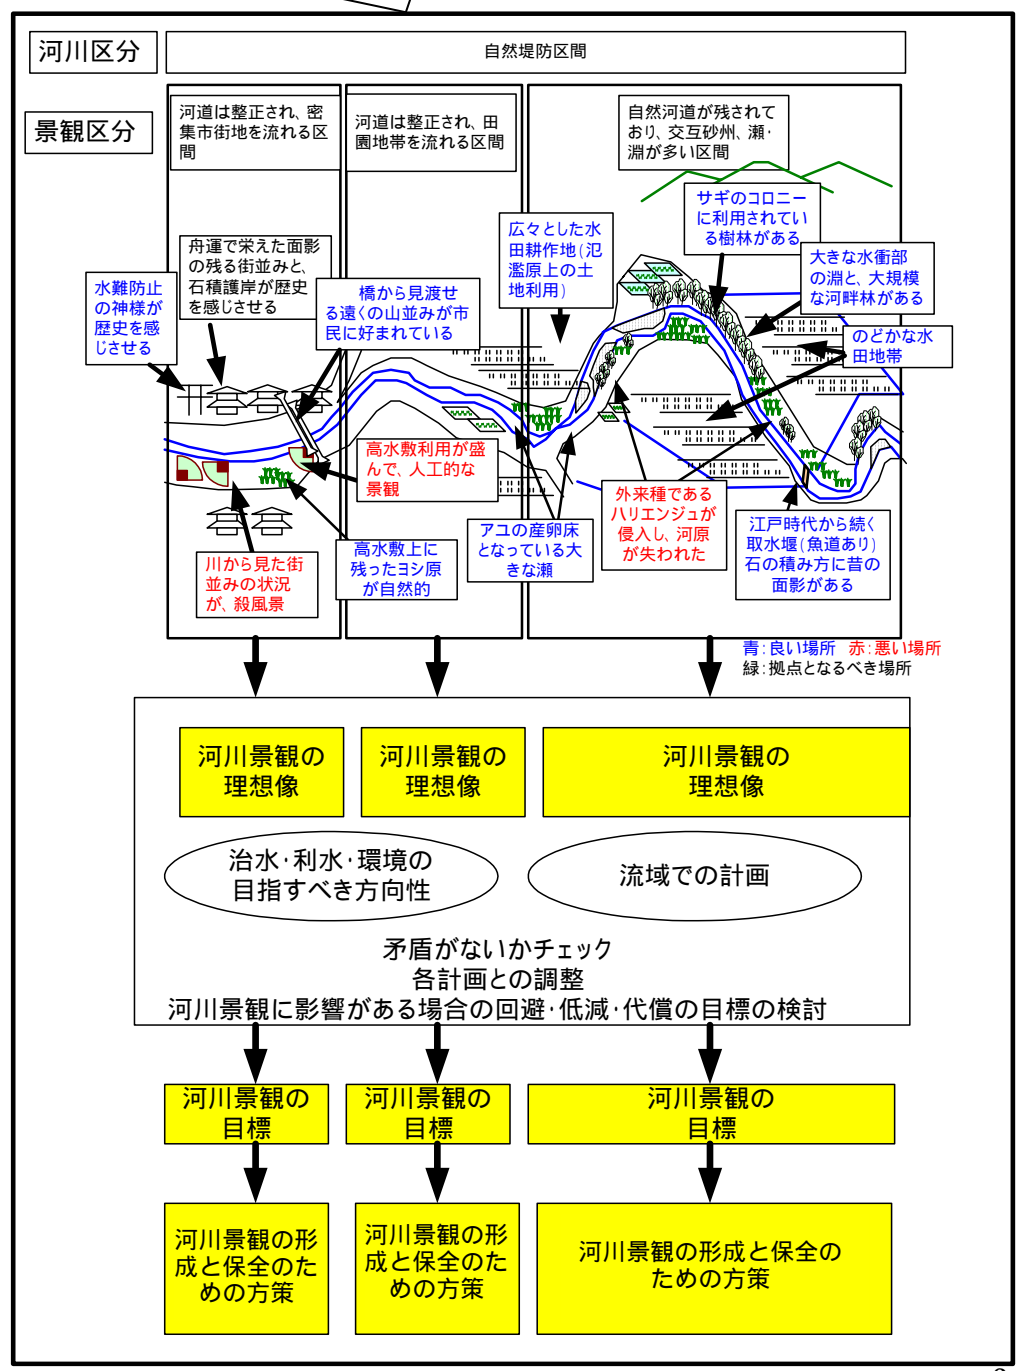 河川区分
自然堤防区間
景観区分
河道は整正され、密
集市街地を流れる区
間
河道は整正され、田
園地帯を流れる区間
自然河道が残されて
おり、交互砂州、瀬・
淵が多い区間
サギのコロニー
に利用されてい
る樹林がある
広々とした水
田耕作地(氾
濫原上の土
地利用)
舟運で栄えた面影
の残る街並みと、
石積護岸が歴史
を感じさせる
大きな水衝部
の淵と、大規模
な河畔林がある
水難防止
の神様が
歴史を感
じさせる
橋から見渡せ
る遠くの山並みが市
民に好まれている
のどかな水
田地帯
高水敷利用が盛
んで、人工的な
景観
外来種である
ハリエンジュが
侵入し、河原
が失われた
アユの産卵床
となっている大
きな瀬
江戸時代から続く
取水堰(魚道あり)
石の積み方に昔の
面影がある
高水敷上に
残ったヨシ原
が自然的
川から見た街
並みの状況
が、殺風景
青:良い場所 赤:悪い場所
緑:拠点となるべき場所
河川景観の
理想像
河川景観の
理想像
河川景観の
理想像
治水・利水・環境の
目指すべき方向性
流域での計画
矛盾がないかチェック
各計画との調整
河川景観に影響がある場合の回避・低減・代償の目標の検討
河川景観の
目標
河川景観の
目標
河川景観の
目標
河川景観の形
成と保全のた
めの方策
河川景観の形
成と保全のた
めの方策
河川景観の形成と保全の
ための方策